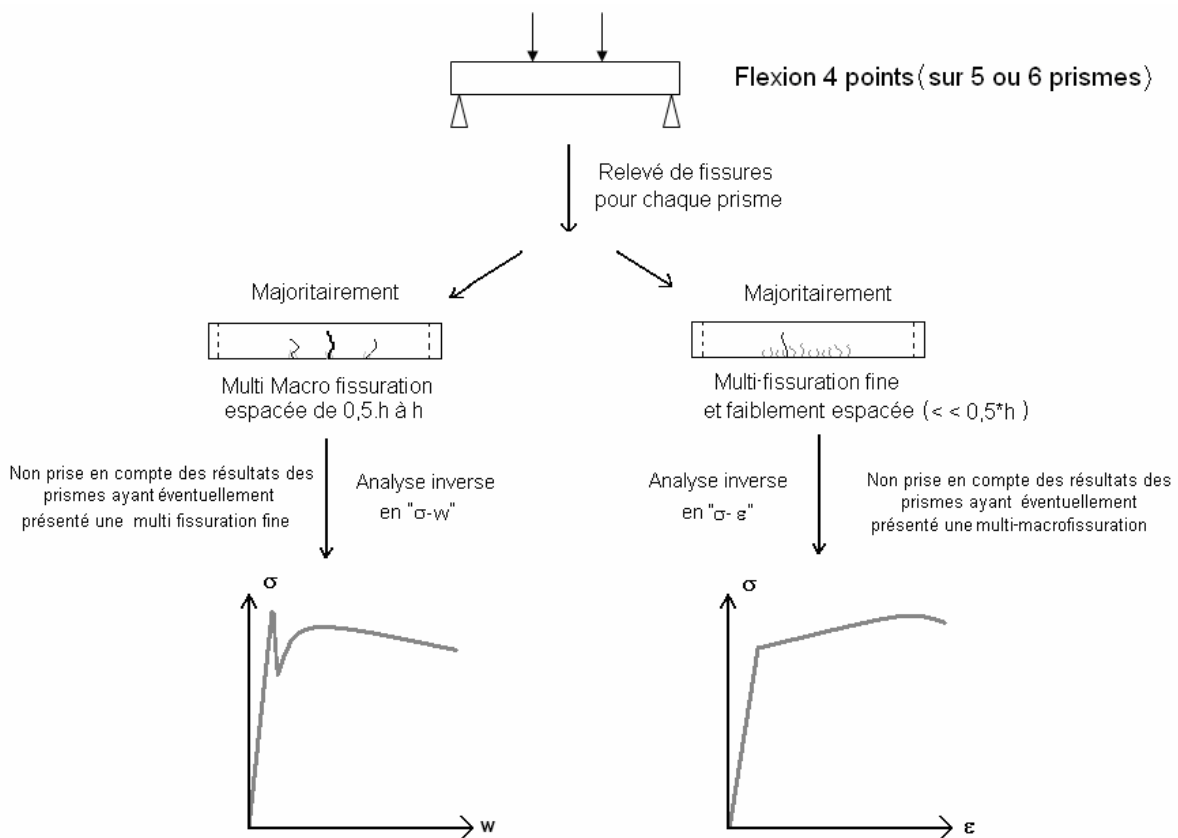 Flexion 4 points (sur 5 ou 6 prismes)
Relevé de fissures
pour chaque prisme
Majoritairement
Multi Macro fissuration
espacée de 0,5.h à h
Majoritairement
Multi-fissuration fine
et faiblement espacée (< < 0,5*h )
Non prise en compte des résultats des
prismes ayant éventuellement
présenté une multi fissuration fine
Analyse inverse
en "σ-w"
Analyse inverse
en "σ- ε"
Non prise en compte des résultats des
prismes ayant éventuellement
présenté une multi-macrofissuration
σ
w
σ
ε